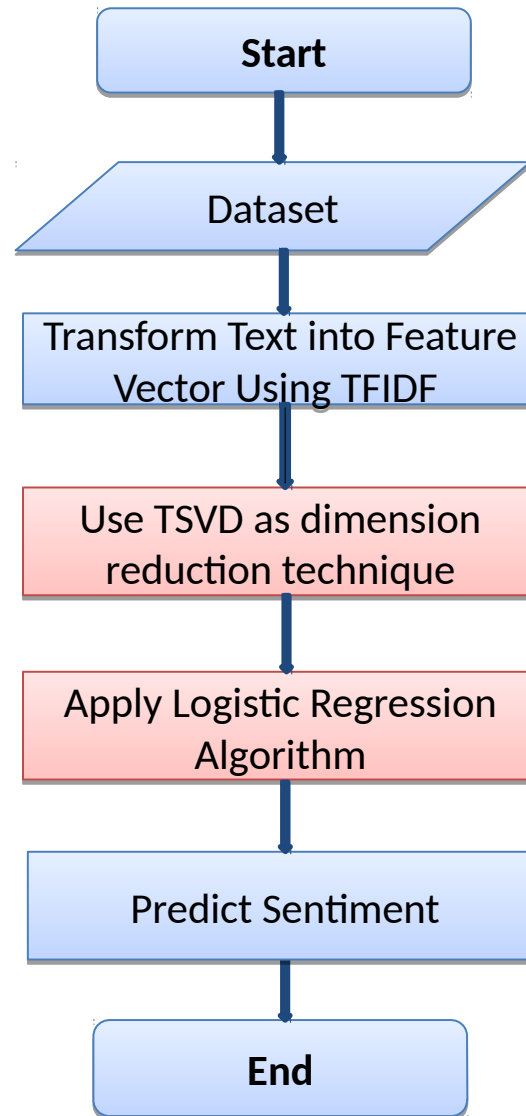 Start
Dataset
Transform Text into Feature
Vector Using TFIDF
Use TSVD as dimension
reduction technique
Apply Logistic Regression
Algorithm
Predict Sentiment
End